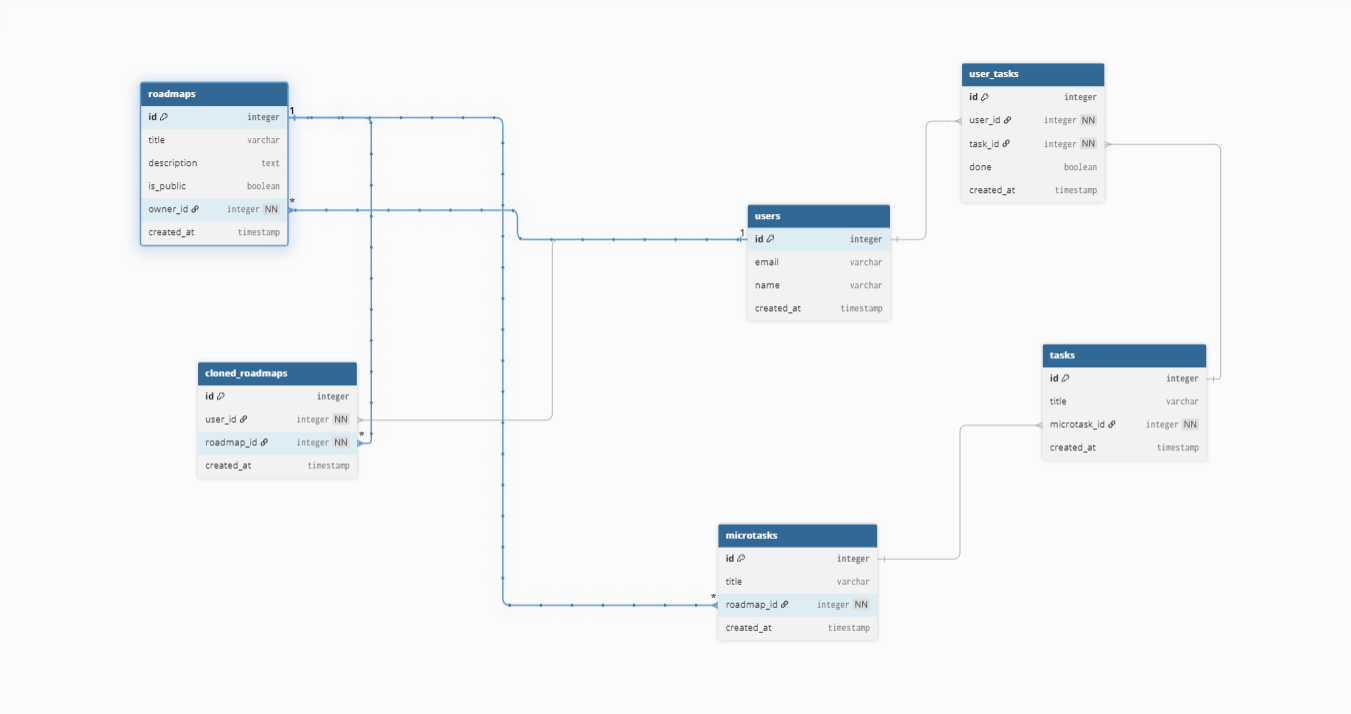 roadmaps
id integer
title varchar
description text
is_public boolean
owner_id integer NN
created_at timestamp
1
*
cloned_roadmaps
id integer
user_id integer NN
roadmap_id integer NN
created_at timestamp
*
users
id integer
email varchar
name varchar
created_at timestamp
1
microtasks
id integer
title varchar
roadmap_id integer NN
created_at timestamp
*
user_tasks
id integer
user_id integer NN
task_id integer NN
done boolean
created_at timestamp
tasks
id integer
title varchar
microtask_id integer NN
created_at timestamp